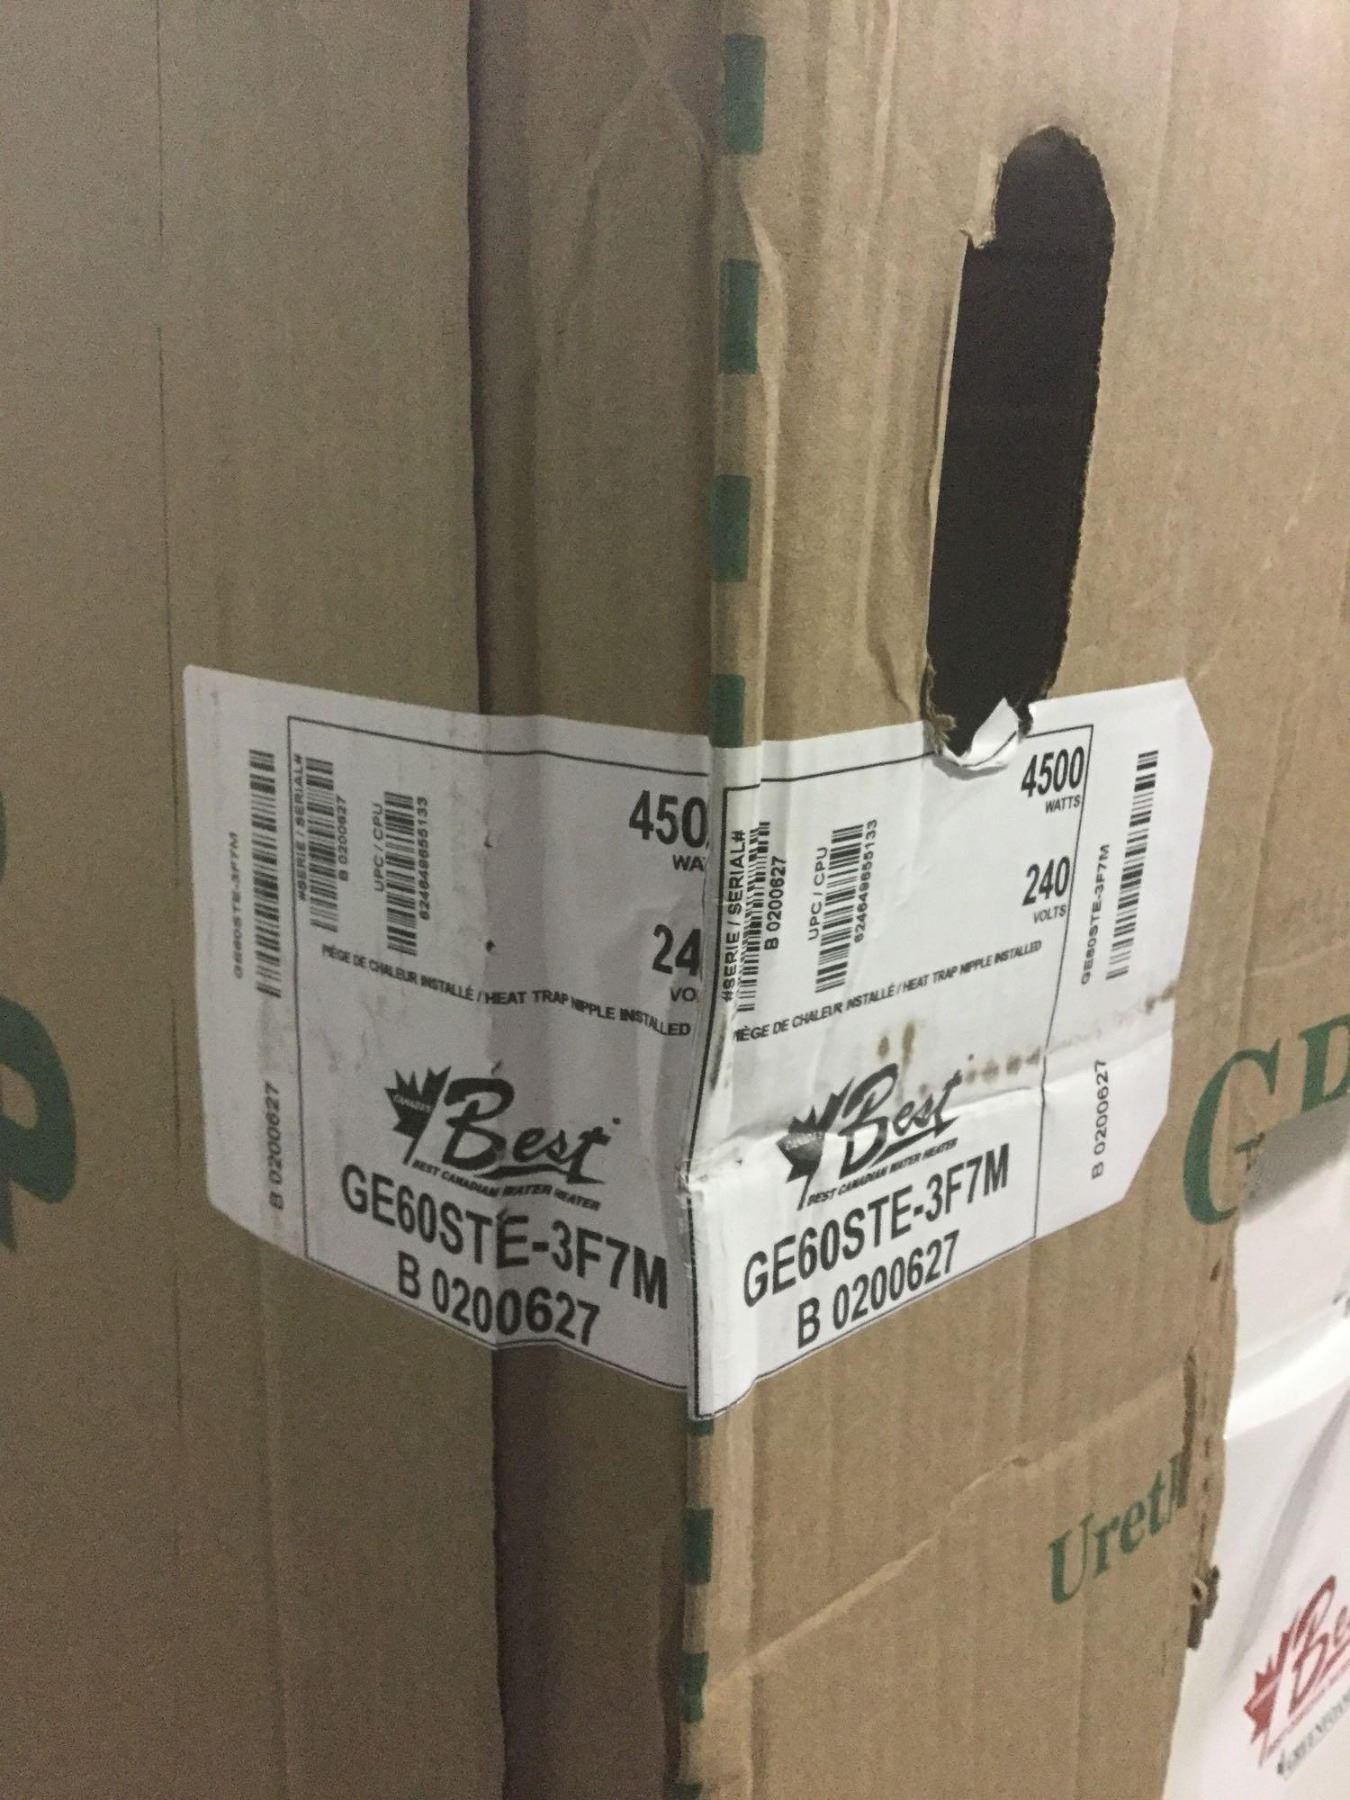 GE60STE-3F7M
B 0200627
#SERIE / SERIAL#
B 0200627
UPC / CPU
624649655133
450
WA
24
VO
PIÈGE DE CHALEUR INSTALLÉ / HEAT TRAP NIPPLE INSTALLED
CANADA'S
Best
BEST CANADIAN WATER HEATER
GE60STE-3F7M
B 0200627
#SERIE / SERIAL#
B 0200627
UPC / CPU
624649655133
4500
WATTS
240
VOLTS
IÈGE DE CHALEUR INSTALLÉ / HEAT TRAP NIPPLE INSTALLED
Best
BEST CANADIAN WATER HEATER
GE60STE-3F7M
B 0200627
GE60STE-3F7M
B 0200627
Ureth